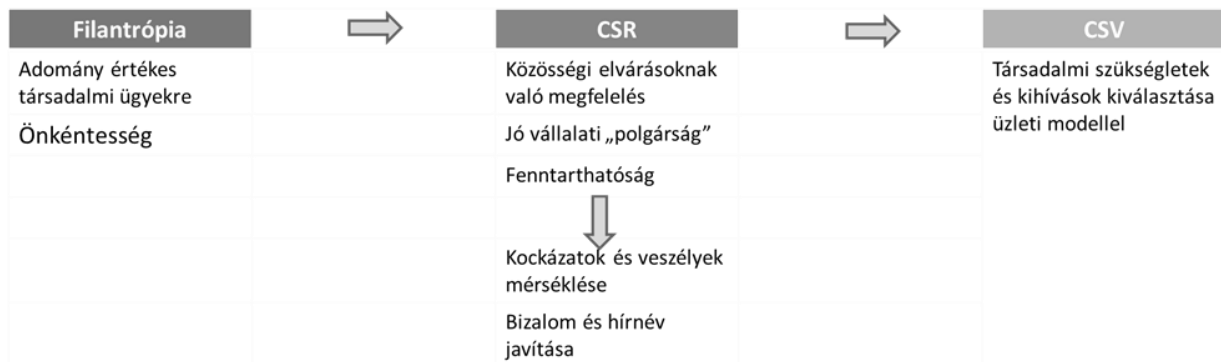 Filantrópia
CSR
CSV
Adomány értékes
társadalmi ügyekre
Közösségi elvárásoknak
való megfelelés
Társadalmi szükségletek
és kihívások kiválasztása
üzleti modellel
Önkéntesség
Jó vállalati „polgárság”
Fenntarthatóság
Kockázatok és veszélyek
mérséklése
Bizalom és hírnév
javítása